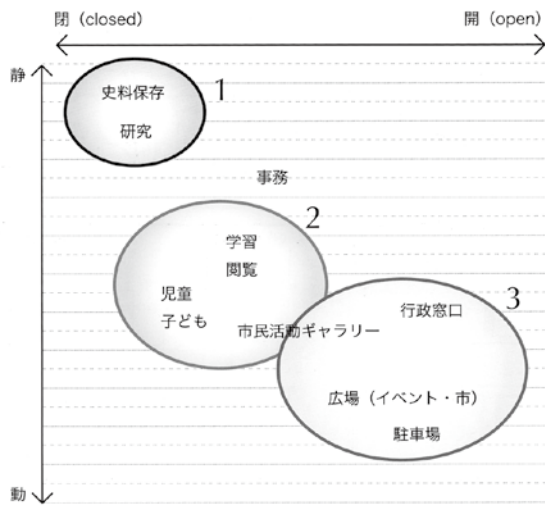 閉（closed）
開（open）
静
史料保存
1
研究
事務
2
学習
閲覧
児童
子ども
3
行政窓口
市民活動ギャラリー
広場（イベント・市）
駐車場
動